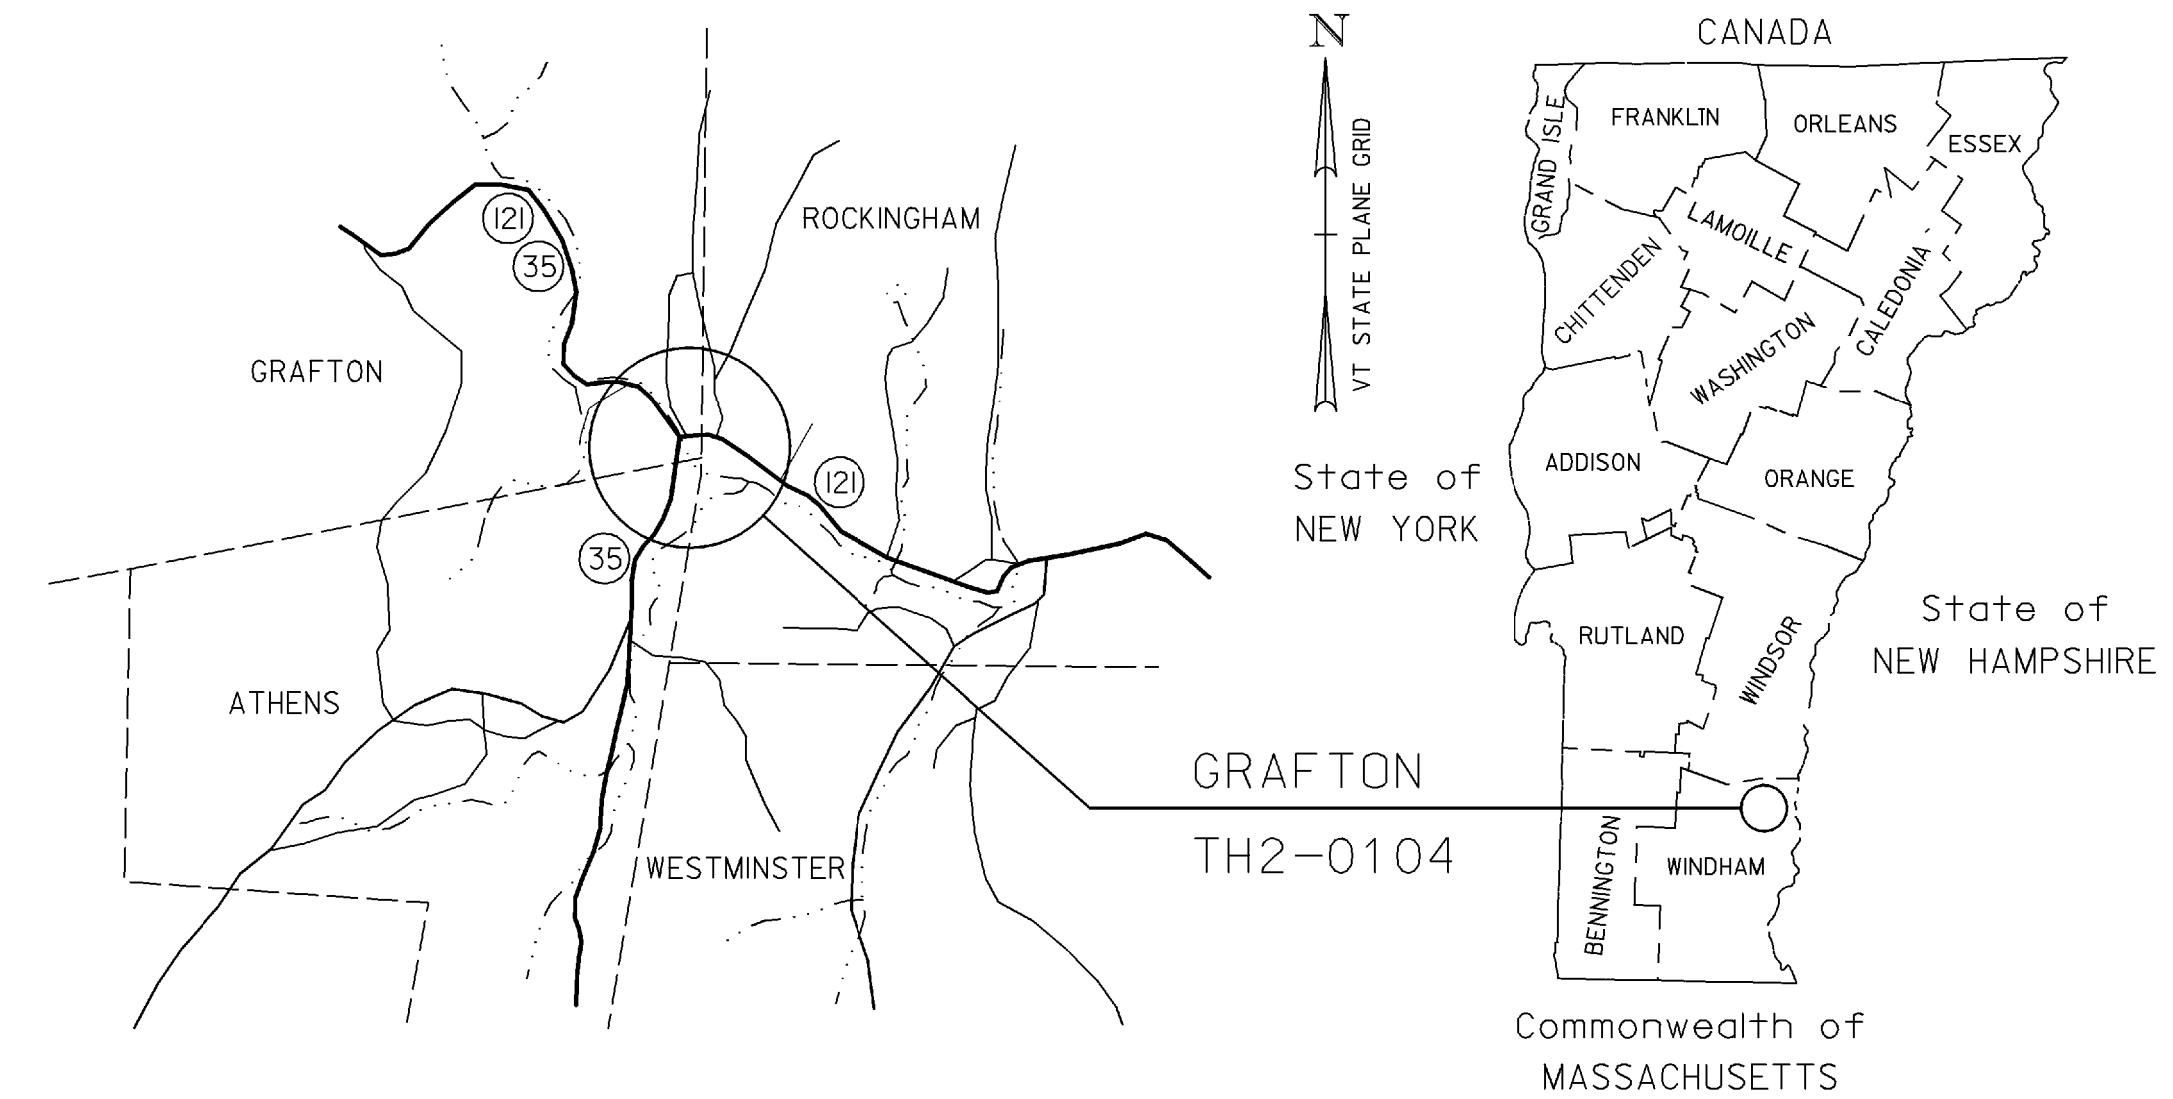 N
VT STATE PLANE GRID
121
35
ROCKINGHAM
GRAFTON
121
35
ATHENS
WESTMINSTER
GRAFTON
TH2-0104
CANADA
GRAND ISLE
FRANKLIN
ORLEANS
ESSEX
LAMOILLE
CHITTENDEN
CALEDONIA
WASHINGTON
ADDISON
ORANGE
State of
NEW YORK
State of
NEW HAMPSHIRE
RUTLAND
WINDSOR
BENNINGTON
WINDHAM
Commonwealth of
MASSACHUSETTS